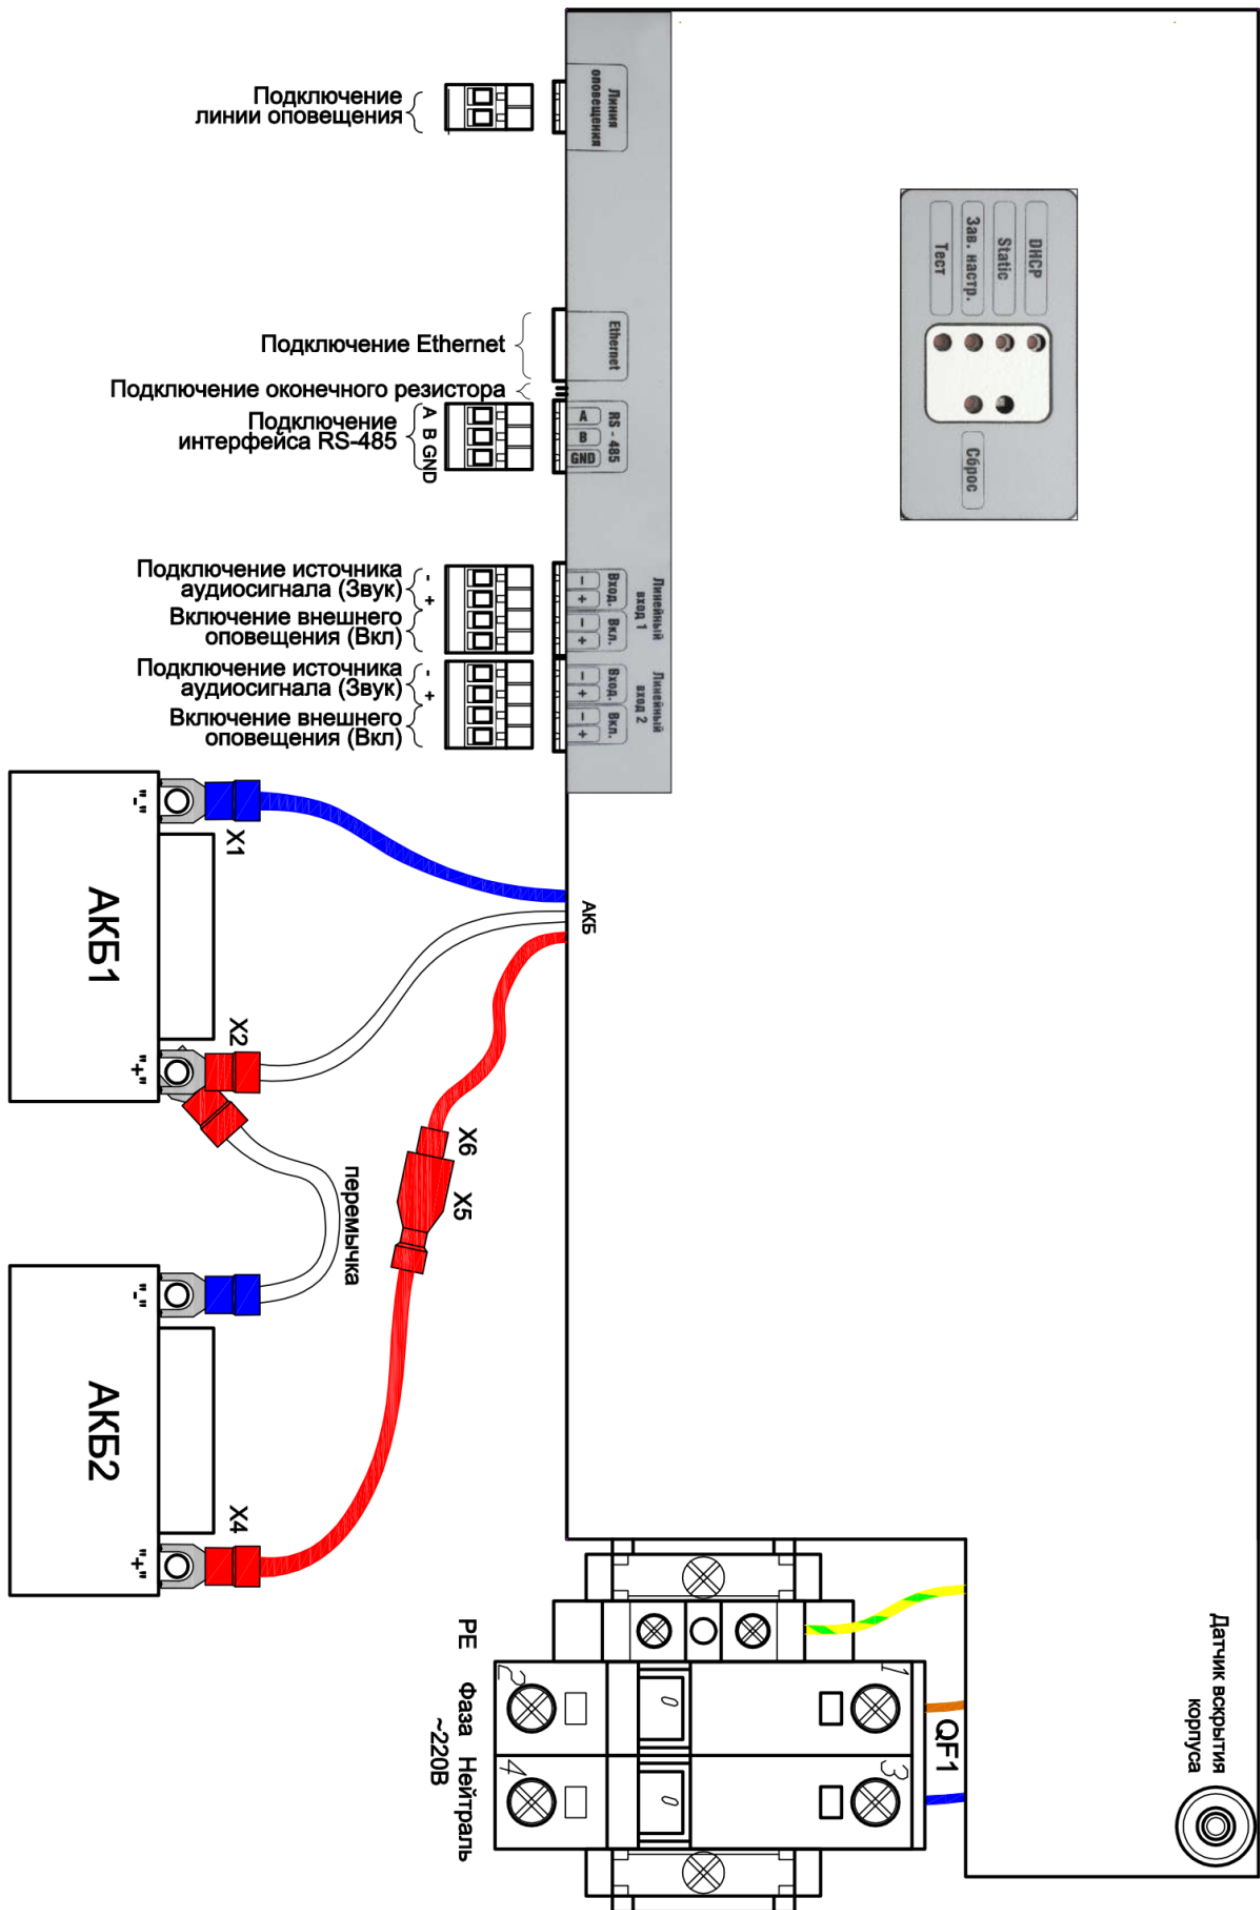 Подключение
линии оповещения
Линия
оповещения
DHCP
Static
Зав. настр.
Тест
Сброс
Подключение Ethernet
Ethernet
Подключение оконечного резистора
Подключение
интерфейса RS-485
A B GND
A
B
GND
RS - 485
Подключение источника
аудиосигнала (Звук)
- +
Включение внешнего
оповещения (Вкл)
Подключение источника
аудиосигнала (Звук)
- +
Включение внешнего
оповещения (Вкл)
Линейный
вход 1
Вход.
Вкл.
- + - +
Линейный
вход 2
Вход.
Вкл.
- + - +
АКБ
"-"
X1
АКБ1
X2
"+"
X6
X5
перемычка
"-"
АКБ2
X4
"+"
PE
Фаза
Нейтраль
~220В
2
1
4
3
0
0
QF1
Датчик вскрытия
корпуса